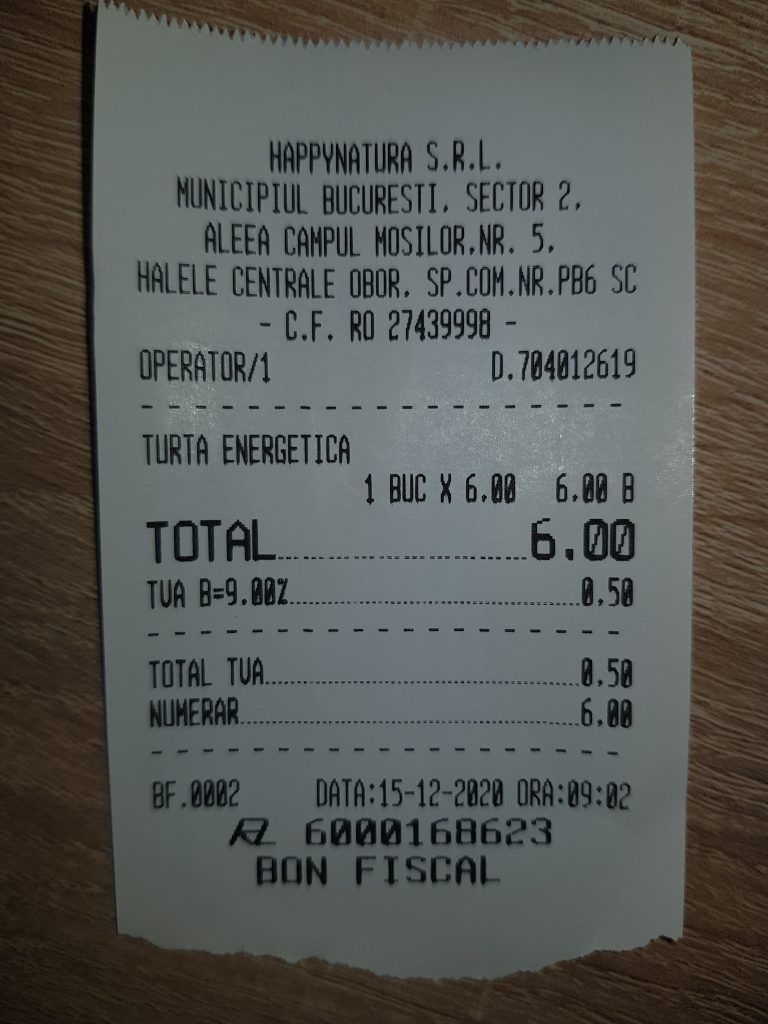 HAPPYNATURA S.R.L.
MUNICIPIUL BUCURESTI, SECTOR 2,
ALEEA CAMPUL MOSILOR,NR. 5,
HALELE CENTRALE OBOR, SP.COM.NR.PB6 SC
- C.F. RO 27439998 -
OPERATOR/1 D.704012619
- - - - - - - - - - - - - - - - - - -
TURTA ENERGETICA
1 BUC X 6.00 6.00 B
TOTAL................................6.00
TVA B=9.00%................................0,50
- - - - - - - - - - - - - - - - - - -
TOTAL TVA................................0,50
NUMERAR................................6.00
- - - - - - - - - - - - - - - - - - -
BF.0002 DATA:15-12-2020 ORA:09:02
6000168623
BON FISCAL